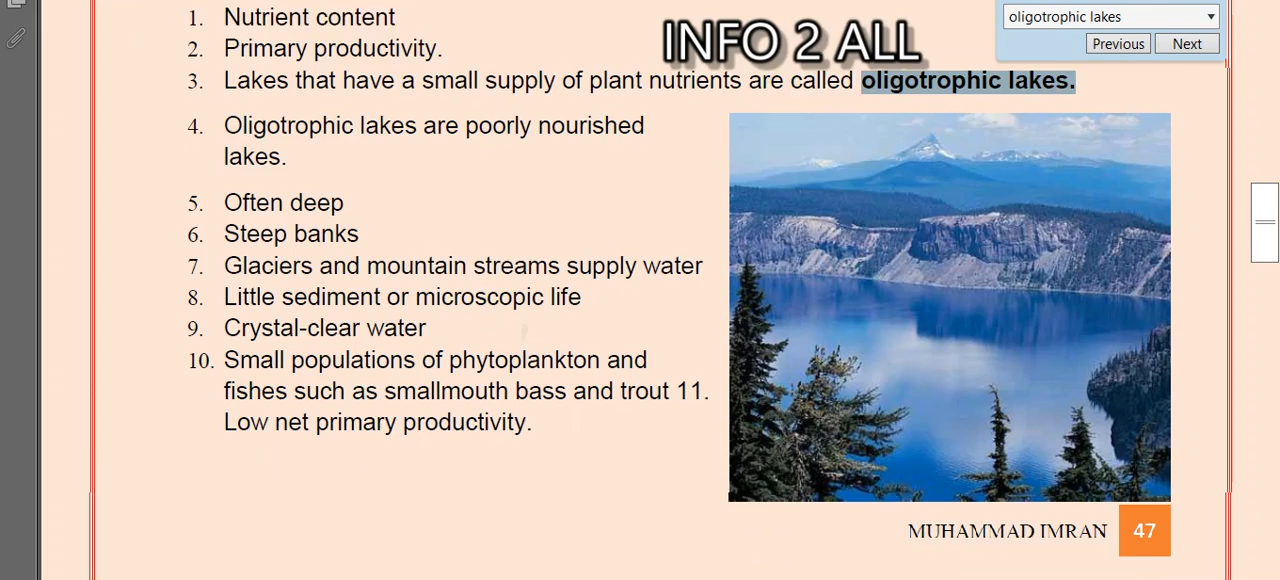 oligotrophic lakes
Previous Next
INFO 2 ALL
1. Nutrient content
2. Primary productivity.
3. Lakes that have a small supply of plant nutrients are called oligotrophic lakes.
4. Oligotrophic lakes are poorly nourished
lakes.
5. Often deep
6. Steep banks
7. Glaciers and mountain streams supply water
8. Little sediment or microscopic life
9. Crystal-clear water
10. Small populations of phytoplankton and
fishes such as smallmouth bass and trout 11.
Low net primary productivity.
MUHAMMAD IMRAN 47